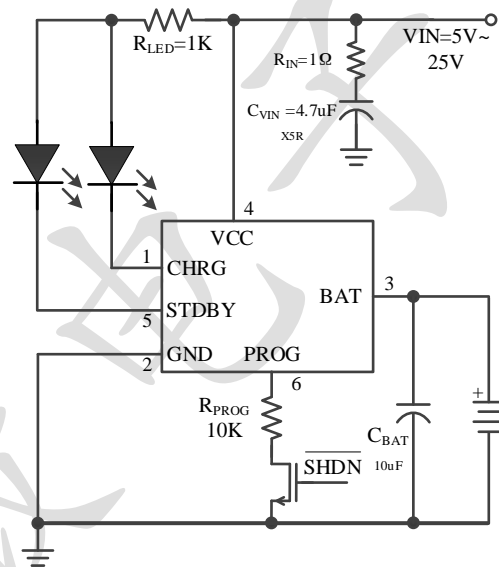 VIN=5V~
25V
RLED=1K
RIN=1Ω
CVIN =4.7uF
X5R
4
VCC
1
CHRG
3
BAT
STDBY
5
GND
2
PROG
6
RPROG
10K
SHDN
CBAT
10uF
+